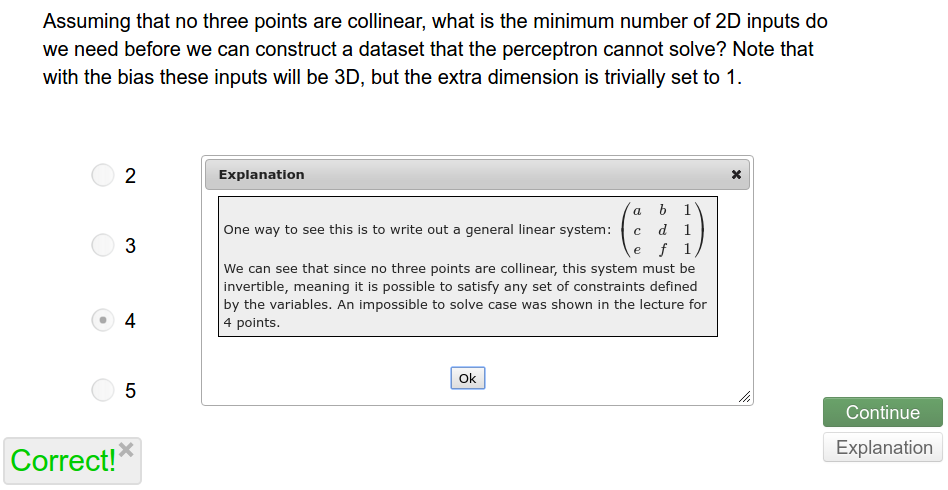 Assuming that no three points are collinear, what is the minimum number of 2D inputs do
we need before we can construct a dataset that the perceptron cannot solve? Note that
with the bias these inputs will be 3D, but the extra dimension is trivially set to 1.
2
3
4
5
Explanation ×
a b 1
One way to see this is to write out a general linear system: c d 1
e f 1
We can see that since no three points are collinear, this system must be
invertible, meaning it is possible to satisfy any set of constraints defined
by the variables. An impossible to solve case was shown in the lecture for
4 points.
Ok
Continue
Explanation
Correct! ×